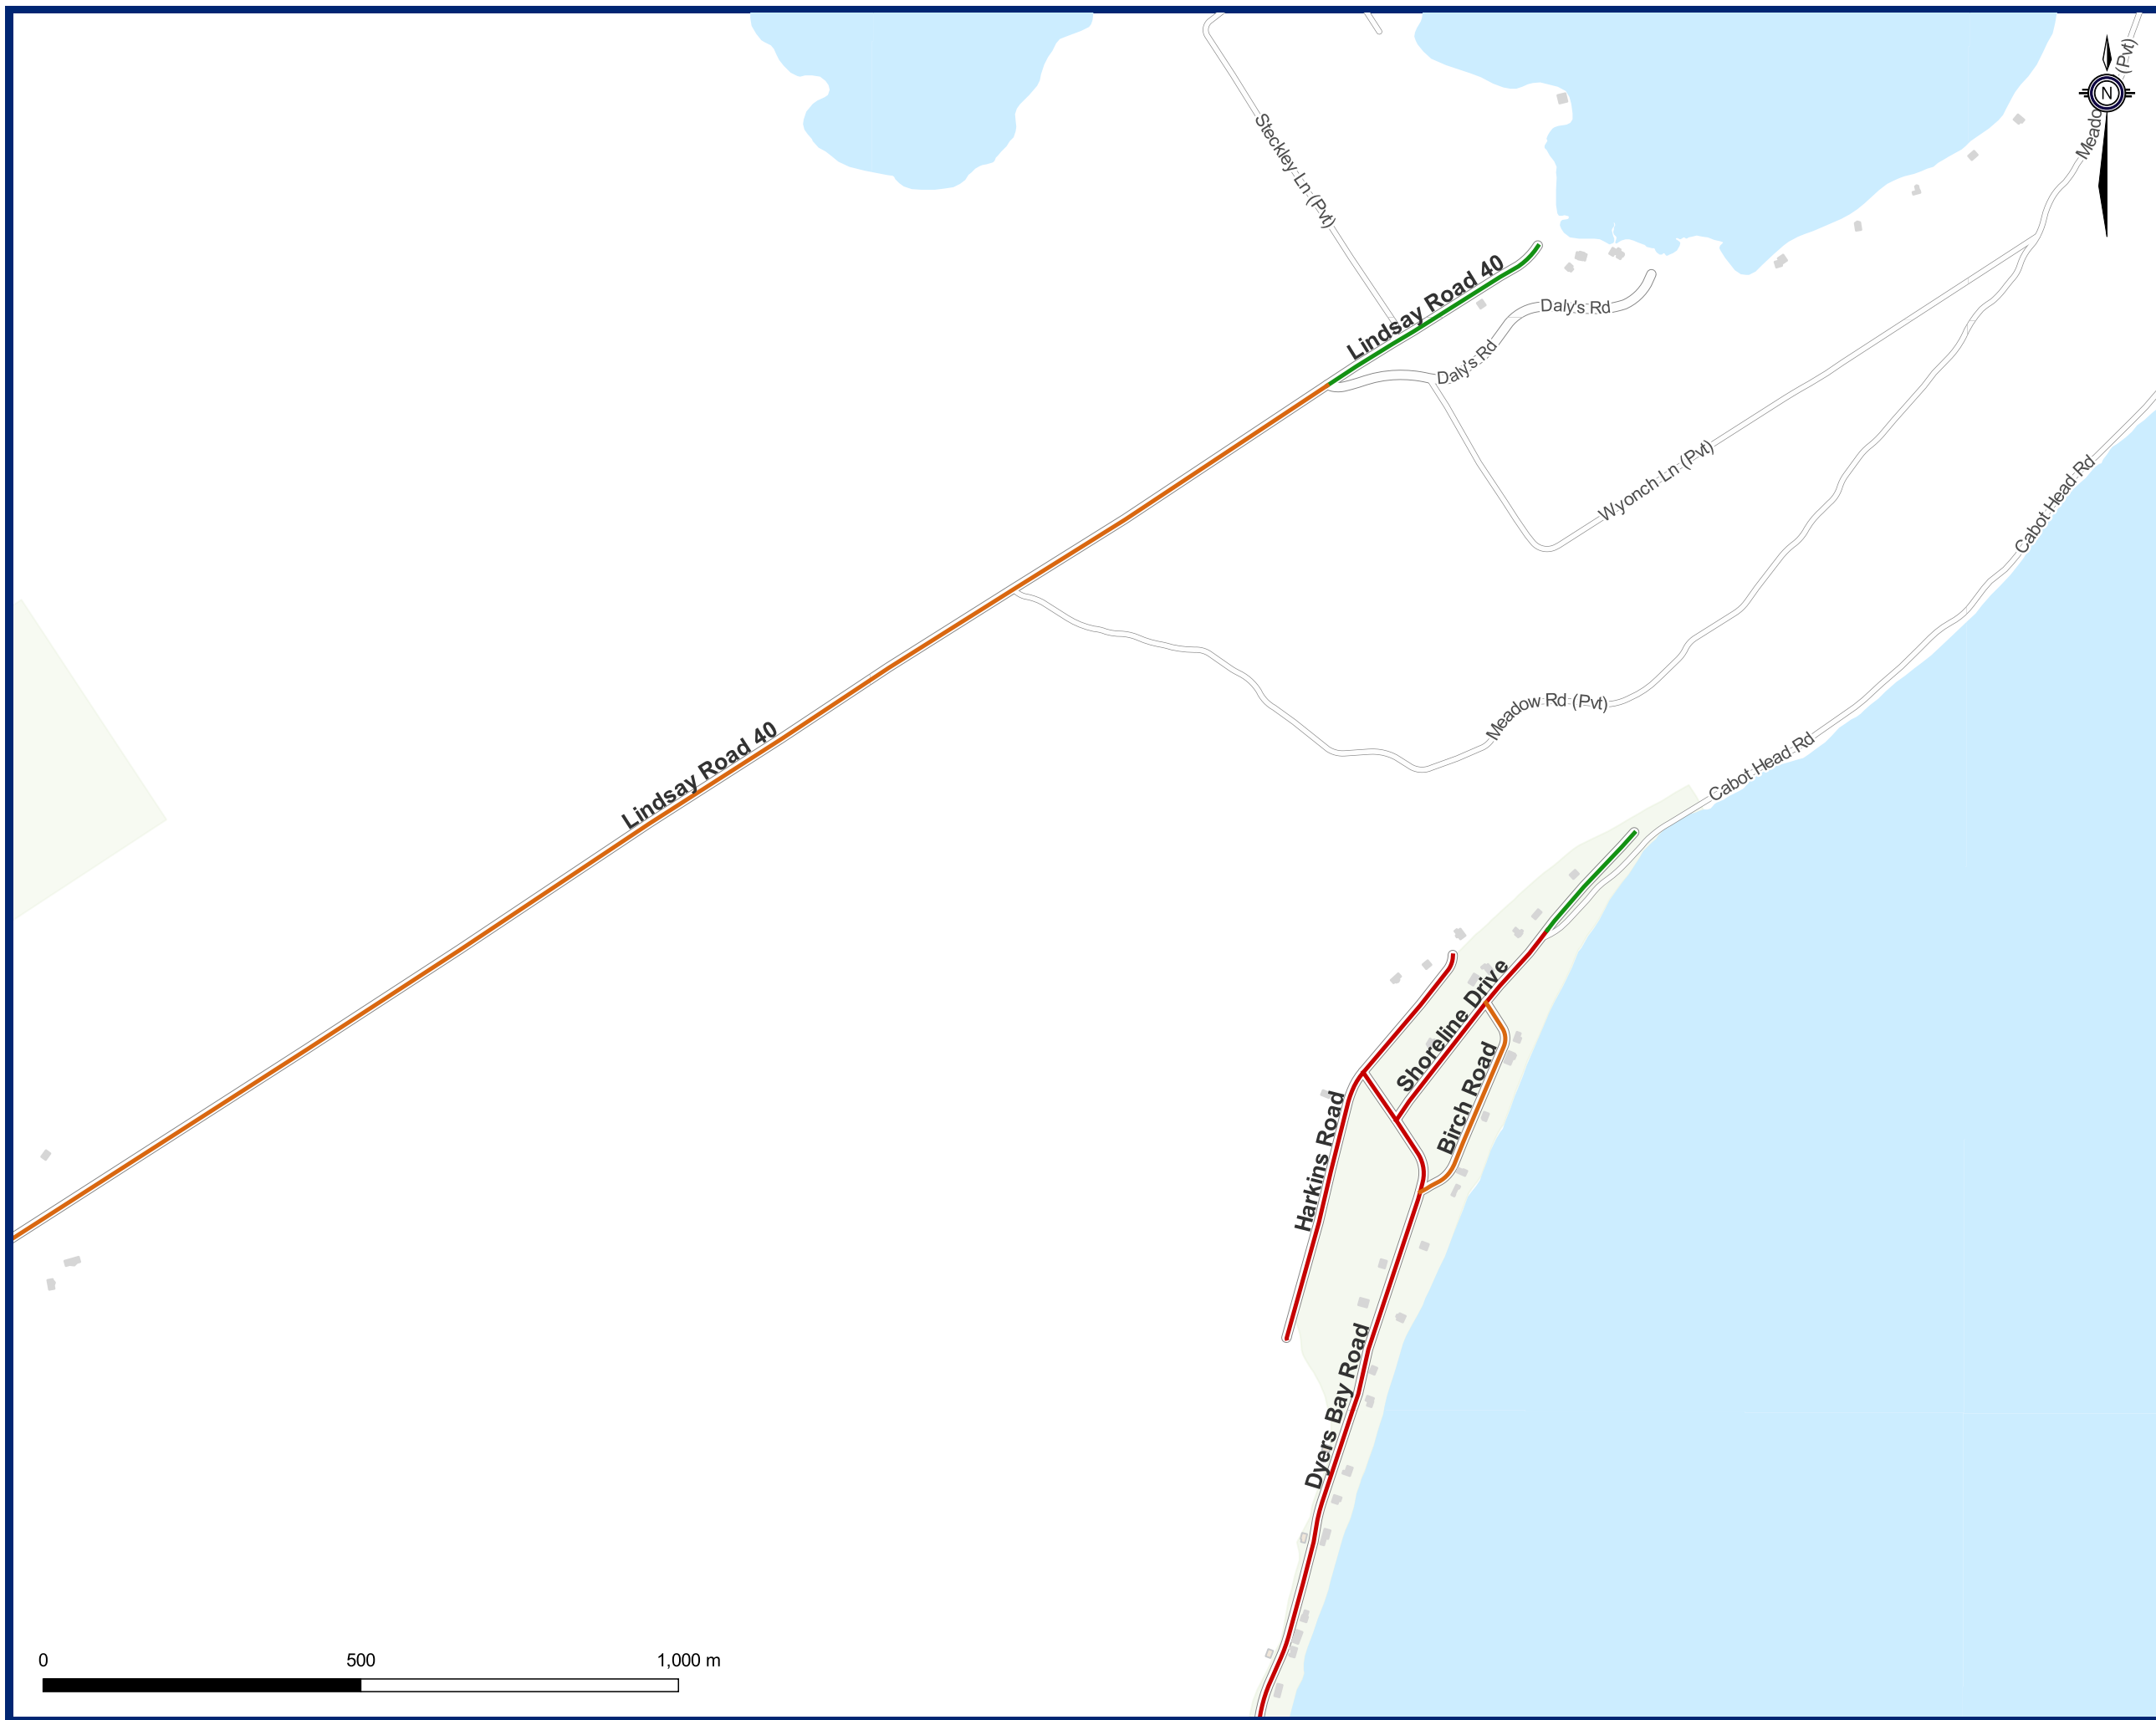 (Pvt)
N
Meado
Steckley Ln (Pvt)
Lindsay Road 40
Daly's Rd
Daly's Rd
Wyonch Ln (Pvt)
Cabot Head Rd
Meadow Rd (Pvt)
Lindsay Road 40
Cabot Head Rd
Shoreline Drive
Birch Road
Harkins Road
Dyers Bay Road
0 500 1,000 m